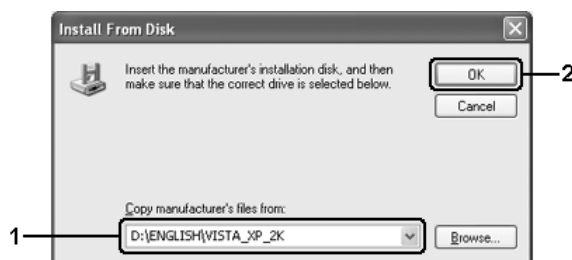 Install From Disk
Insert the manufacturer's installation disk, and then
make sure that the correct drive is selected below.
OK
2
Cancel
Copy manufacturer's files from:
1
D:\ENGLISH\VISTA_XP_2K
Browse...